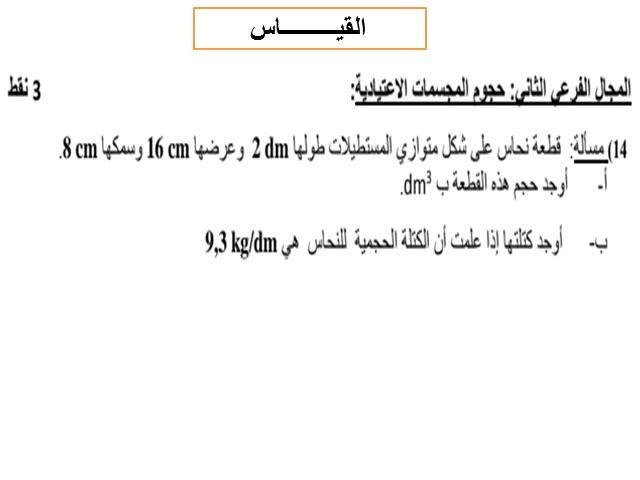 القيـــــــــــاس
المجال الفرعي الثاني: حجوم المجسمات الاعتيادية: 3 نقط
14) مسألة: قطعة نحاس على شكل متوازي المستطيلات طولها 2 dm وعرضها 16 cm وسمكها 8 cm.
أ- أوجد حجم هذه القطعة ب dm³.
ب- أوجد كتلتها إذا علمت أن الكتلة الحجمية للنحاس هي 9,3 kg/dm